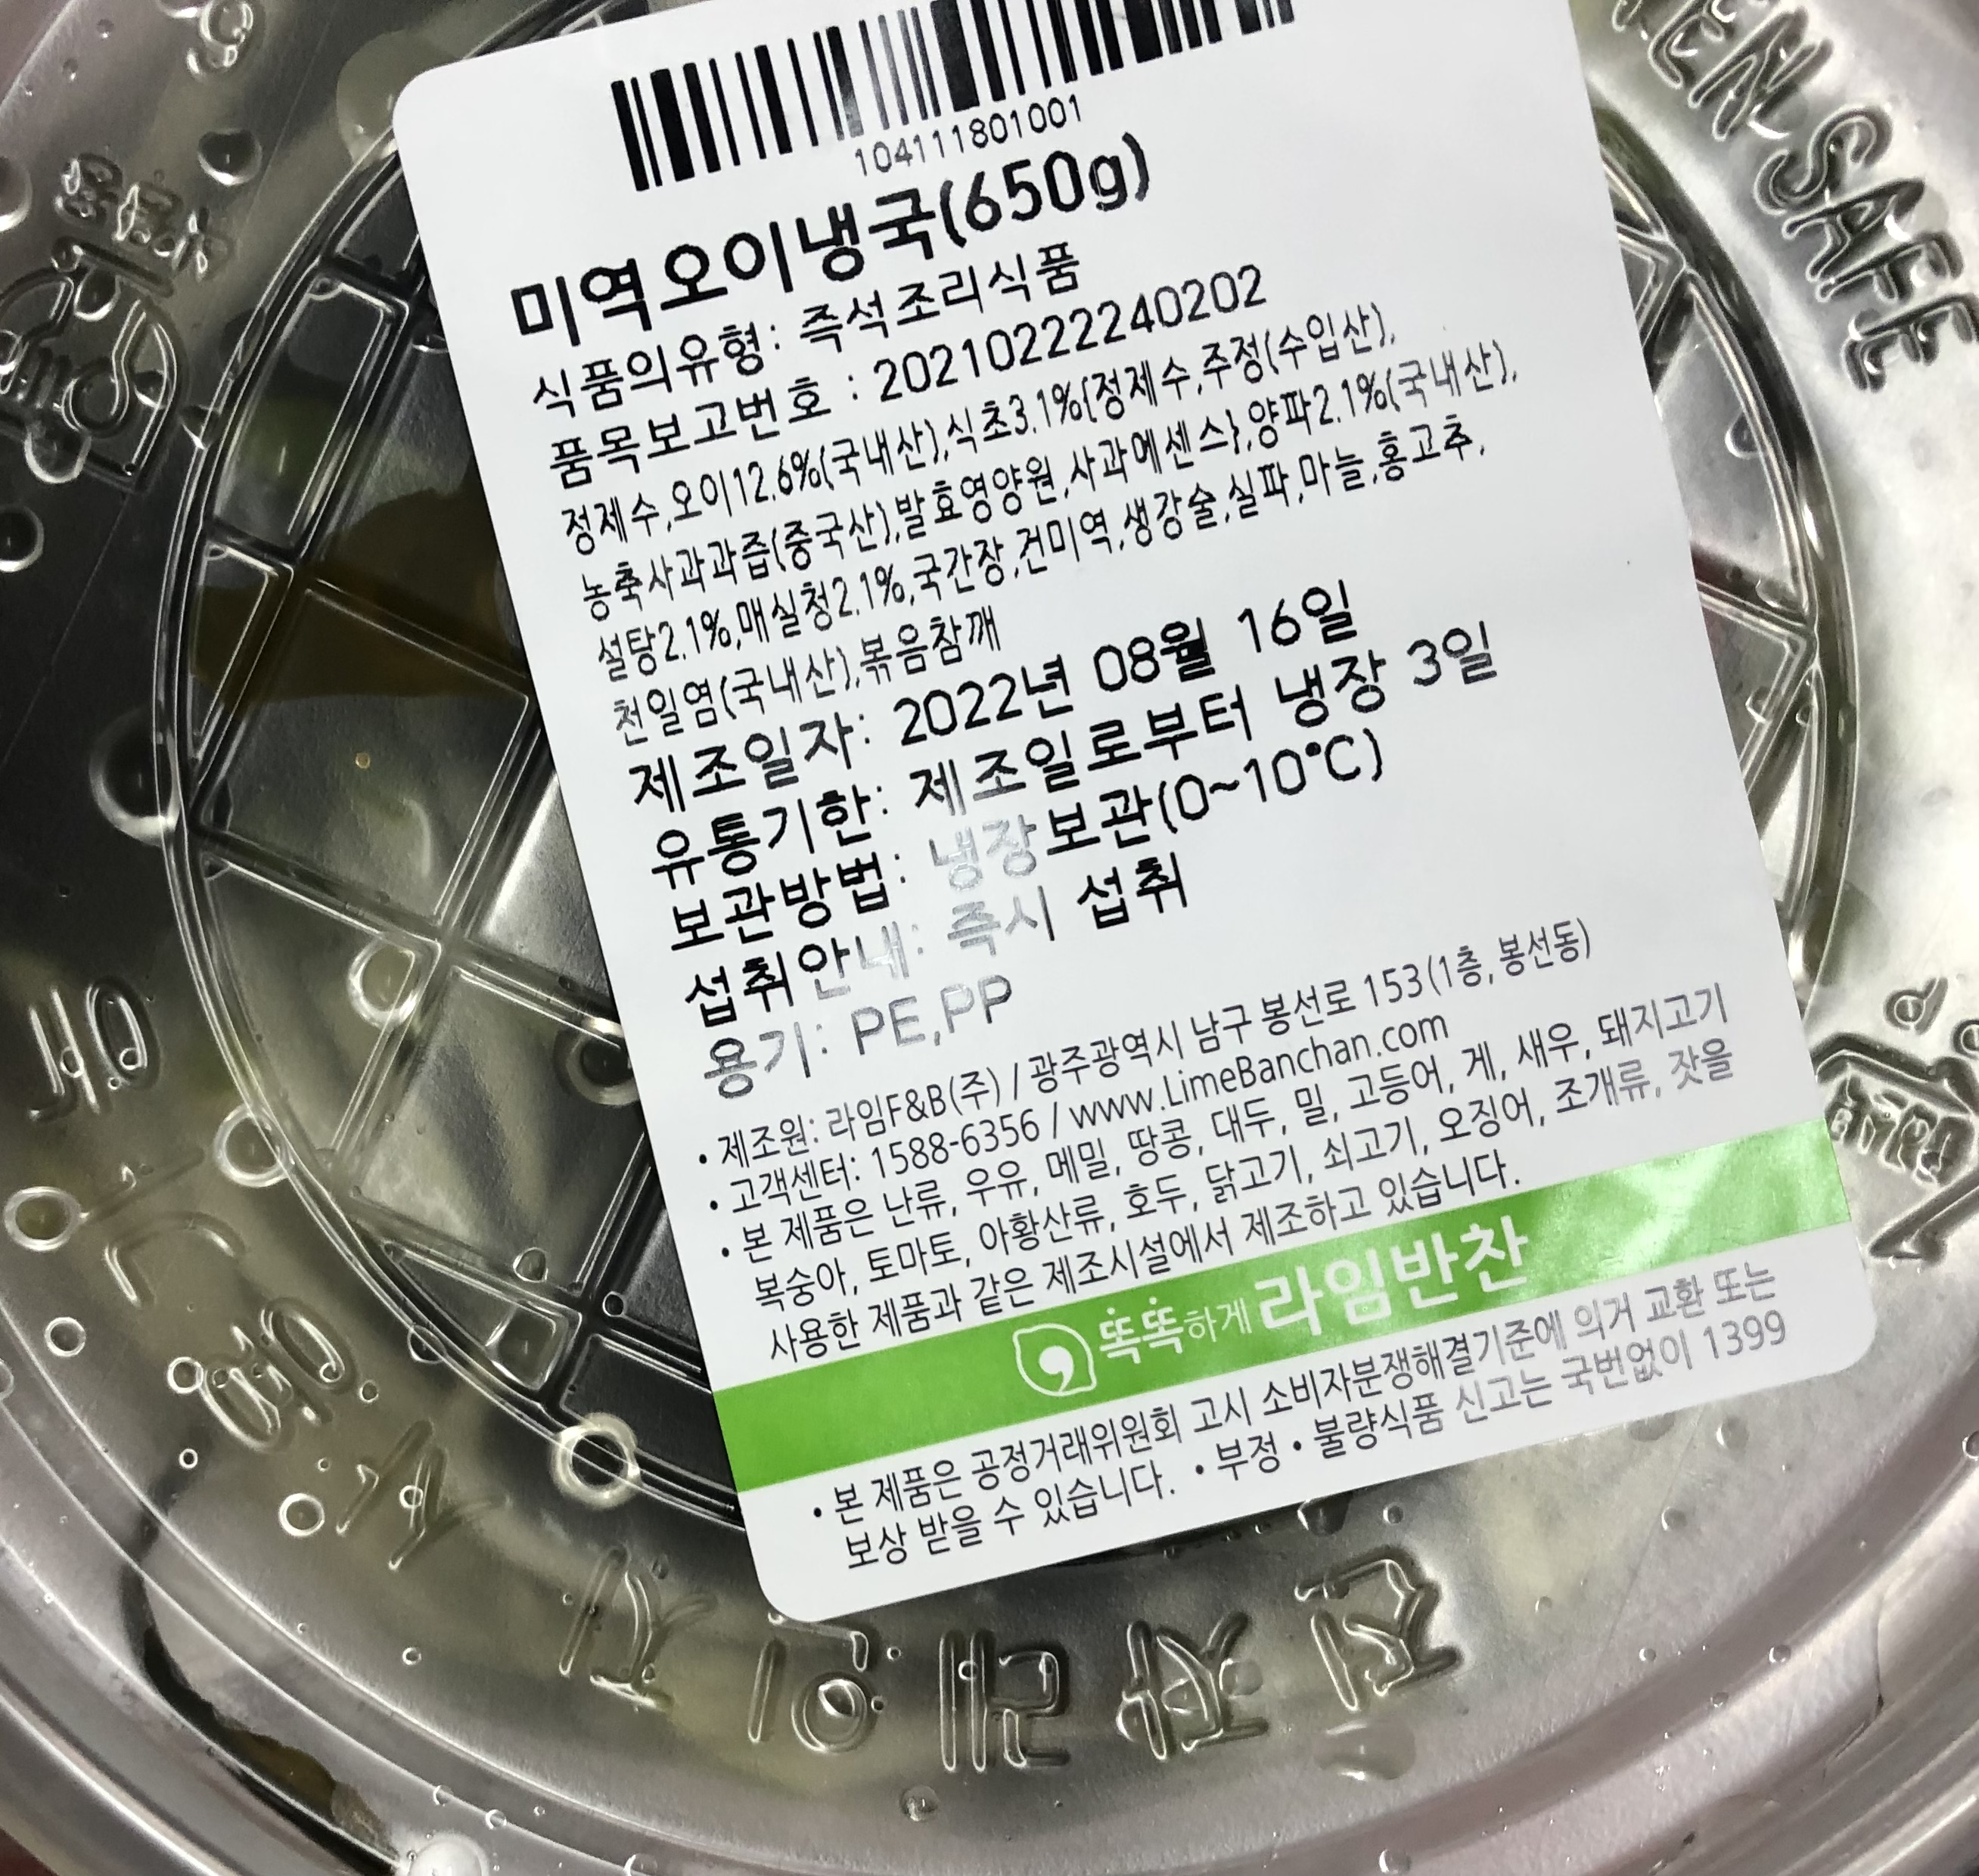 104111801001
미역오이냉국(650g)
식품의유형: 즉석조리식품
품목보고번호 : 20210222240202
정제수,오이12.6%(국내산),식초3.1%{정제수,주정(수입산),
농축사과과즙(중국산),발효영양원,사과에센스},양파2.1%(국내산),
설탕2.1%,매실청2.1%,국간장,건미역,생강술,실파,마늘,홍고추,
천일염(국내산),볶음참깨
제조일자: 2022년 08월 16일
유통기한: 제조일로부터 냉장 3일
보관방법: 냉장보관(0~10°C)
섭취안내: 즉시 섭취
용기: PE,PP
• 제조원: 라임F&B(주) / 광주광역시 남구 봉선로 153(1층, 봉선동)
• 고객센터: 1588-6356 / www.LimeBanchan.com
• 본 제품은 난류, 우유, 메밀, 땅콩, 대두, 밀, 고등어, 게, 새우, 돼지고기
복숭아, 토마토, 아황산류, 호두, 닭고기, 쇠고기, 오징어, 조개류, 잣을
사용한 제품과 같은 제조시설에서 제조하고 있습니다.
똑똑하게 라임반찬
• 본 제품은 공정거래위원회 고시 소비자분쟁해결기준에 의거 교환 또는
보상 받을 수 있습니다. • 부정 • 불량식품 신고는 국번없이 1399
SAFE
전자레인지